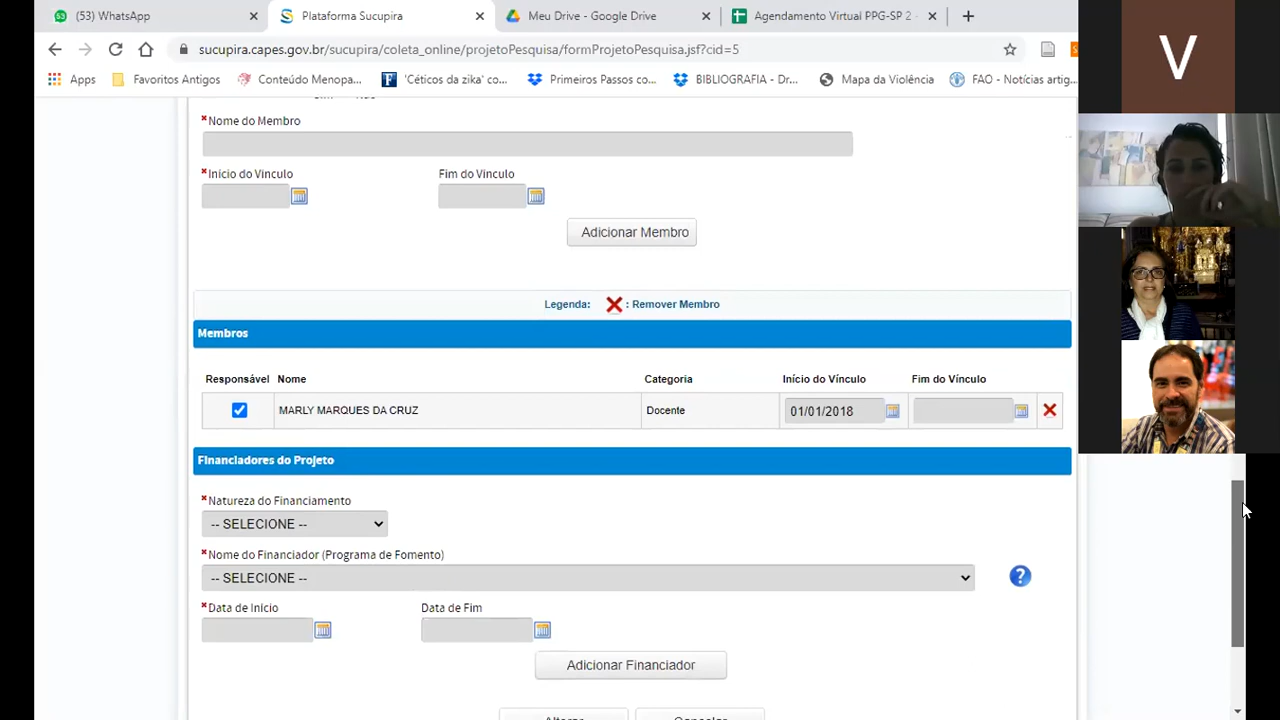 (53) WhatsApp
Plataforma Sucupira
Meu Drive - Google Drive
Agendamento Virtual PPG-SP 2 -
sucupira.capes.gov.br/sucupira/coleta_online/projetoPesquisa/formProjetoPesquisa.jsf?cid=5
Apps
Favoritos Antigos
Conteúdo Menopa...
'Céticos da zika' co...
Primeiros Passos co...
BIBLIOGRAFIA - Dr...
Mapa da Violência
FAO - Notícias artig...
V
* Nome do Membro
* Início do Vínculo
Fim do Vínculo
Adicionar Membro
Legenda: : Remover Membro
Membros
Responsável Nome Categoria Início do Vínculo Fim do Vínculo
MARLY MARQUES DA CRUZ Docente 01/01/2018
Financiadores do Projeto
* Natureza do Financiamento
-- SELECIONE --
* Nome do Financiador (Programa de Fomento)
-- SELECIONE --
?
* Data de Início
Data de Fim
Adicionar Financiador